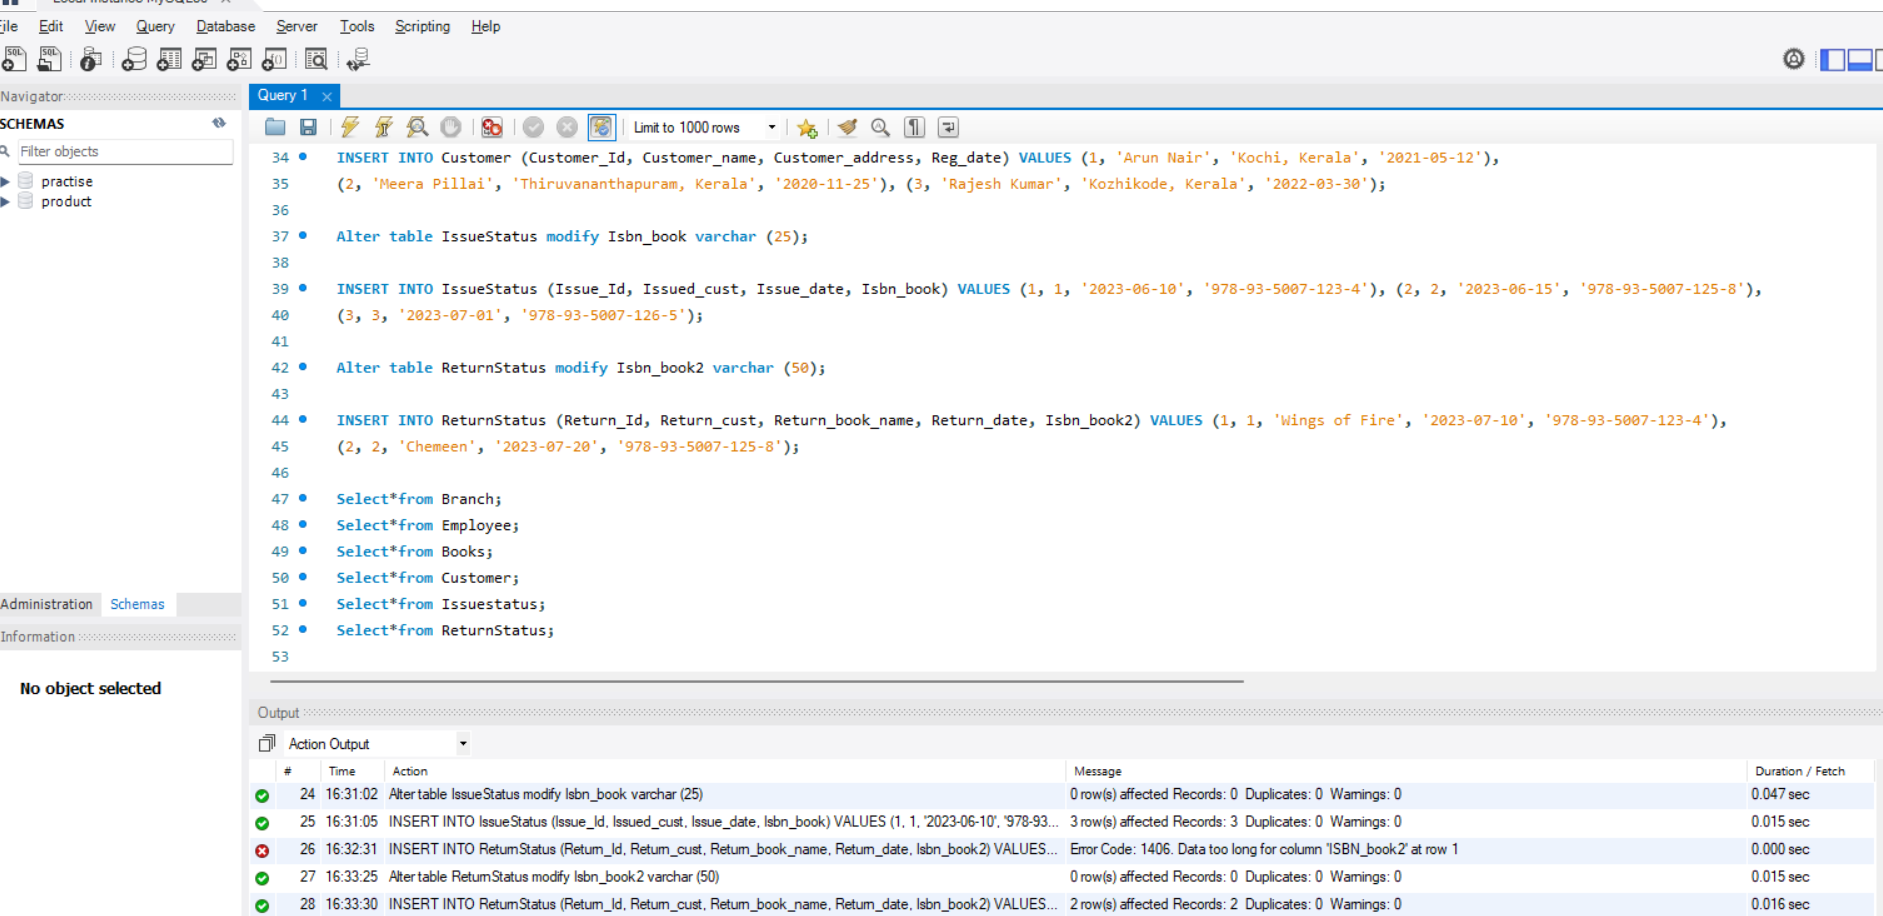 File Edit View Query Database Server Tools Scripting Help
Navigator
SCHEMAS
Filter objects
practise
product
Administration Schemas
Information
No object selected
Query 1
Limit to 1000 rows
34 INSERT INTO Customer (Customer_Id, Customer_name, Customer_address, Reg_date) VALUES (1, 'Arun Nair', 'Kochi, Kerala', '2021-05-12'),
35 (2, 'Meera Pillai', 'Thiruvananthapuram, Kerala', '2020-11-25'), (3, 'Rajesh Kumar', 'Kozhikode, Kerala', '2022-03-30');
36
37 Alter table IssueStatus modify Isbn_book varchar (25);
38
39 INSERT INTO IssueStatus (Issue_Id, Issued_cust, Issue_date, Isbn_book) VALUES (1, 1, '2023-06-10', '978-93-5007-123-4'), (2, 2, '2023-06-15', '978-93-5007-125-8'),
40 (3, 3, '2023-07-01', '978-93-5007-126-5');
41
42 Alter table ReturnStatus modify Isbn_book2 varchar (50);
43
44 INSERT INTO ReturnStatus (Return_Id, Return_cust, Return_book_name, Return_date, Isbn_book2) VALUES (1, 1, 'Wings of Fire', '2023-07-10', '978-93-5007-123-4'),
45 (2, 2, 'Chemeen', '2023-07-20', '978-93-5007-125-8');
46
47 Select*from Branch;
48 Select*from Employee;
49 Select*from Books;
50 Select*from Customer;
51 Select*from Issuestatus;
52 Select*from ReturnStatus;
53
Output
Action Output
# Time Action Message Duration / Fetch
24 16:31:02 Alter table IssueStatus modify Isbn_book varchar (25) 0 row(s) affected Records: 0 Duplicates: 0 Warnings: 0 0.047 sec
25 16:31:05 INSERT INTO IssueStatus (Issue_Id, Issued_cust, Issue_date, Isbn_book) VALUES (1, 1, '2023-06-10', '978-93... 3 row(s) affected Records: 3 Duplicates: 0 Warnings: 0 0.015 sec
26 16:32:31 INSERT INTO ReturnStatus (Return_Id, Return_cust, Return_book_name, Return_date, Isbn_book2) VALUES... Error Code: 1406. Data too long for column 'ISBN_book2' at row 1 0.000 sec
27 16:33:25 Alter table ReturnStatus modify Isbn_book2 varchar (50) 0 row(s) affected Records: 0 Duplicates: 0 Warnings: 0 0.015 sec
28 16:33:30 INSERT INTO ReturnStatus (Return_Id, Return_cust, Return_book_name, Return_date, Isbn_book2) VALUES... 2 row(s) affected Records: 2 Duplicates: 0 Warnings: 0 0.016 sec